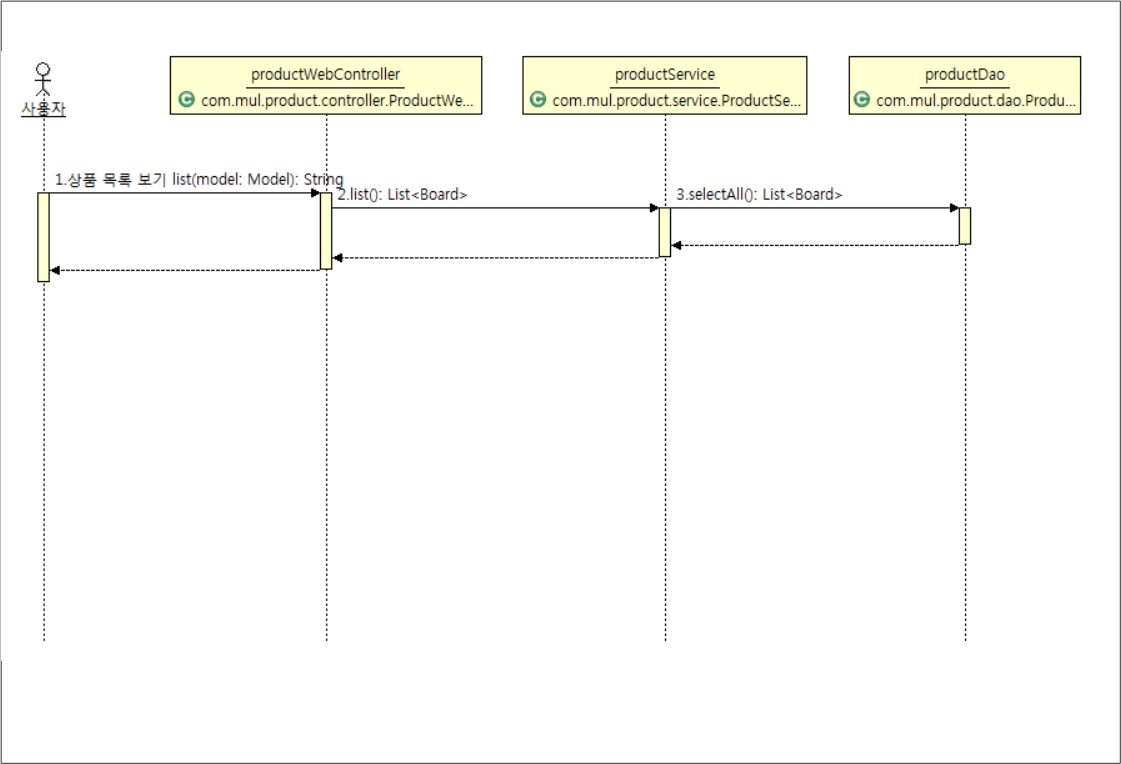 사용자
productWebController
com.mul.product.controller.ProductWe...
productService
com.mul.product.service.ProductSe...
productDao
com.mul.product.dao.Produ...
1.상품 목록 보기 list(model: Model): String
2.list(): List<Board>
3.selectAll(): List<Board>